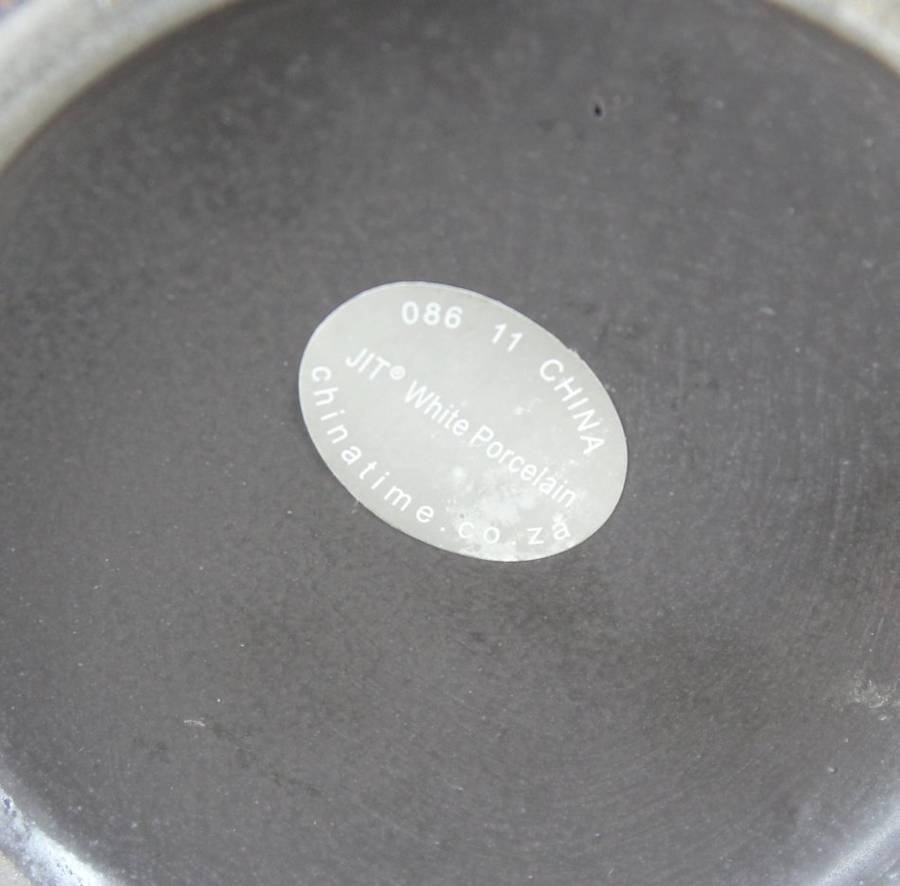 086 11 CHINA
JIT® White Porcelain
chinatime.co.za